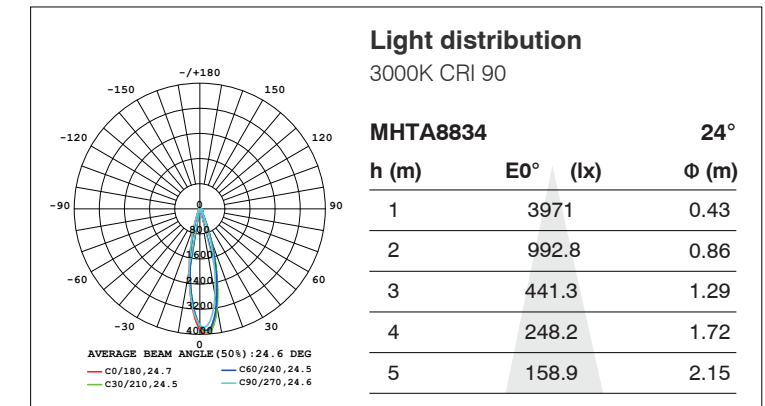 Light distribution
3000K CRI 90
MHTA8834 24°
h (m) E0° (lx) Φ (m)
1 3971 0.43
2 992.8 0.86
3 441.3 1.29
4 248.2 1.72
5 158.9 2.15
-/+180
-150 150
-120 120
-90 0 90
800
1600
-60 2400 60
3200
-30 4000 30
0
AVERAGE BEAM ANGLE(50%):24.6 DEG
C0/180,24.7 C60/240,24.5
C30/210,24.5 C90/270,24.6